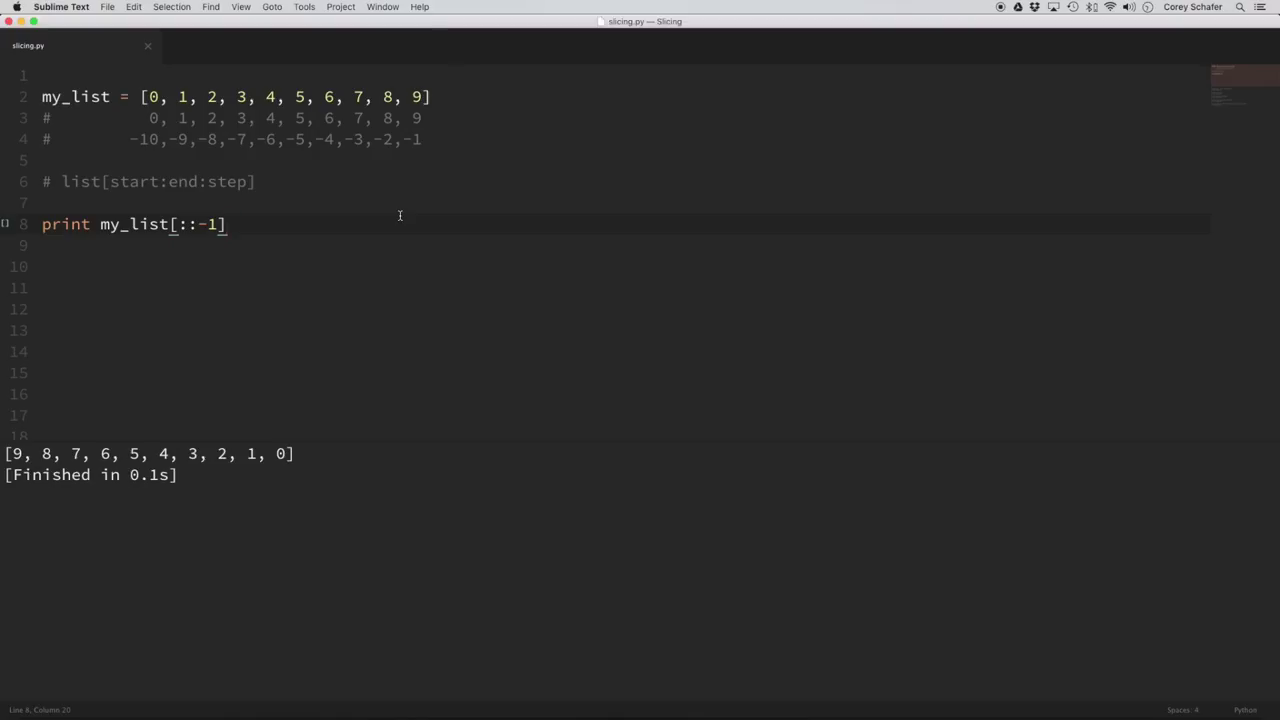 Sublime Text File Edit Selection Find View Goto Tools Project Window Help Corey Schafer
slicing.py — Slicing
slicing.py
1
2 my_list = [0, 1, 2, 3, 4, 5, 6, 7, 8, 9]
3 #          0, 1, 2, 3, 4, 5, 6, 7, 8, 9
4 #        -10,-9,-8,-7,-6,-5,-4,-3,-2,-1
5
6 # list[start:end:step]
7
8 print my_list[::-1]
9
10
11
12
13
14
15
16
17
18
[9, 8, 7, 6, 5, 4, 3, 2, 1, 0]
[Finished in 0.1s]
Line 8, Column 20 Spaces: 4 Python